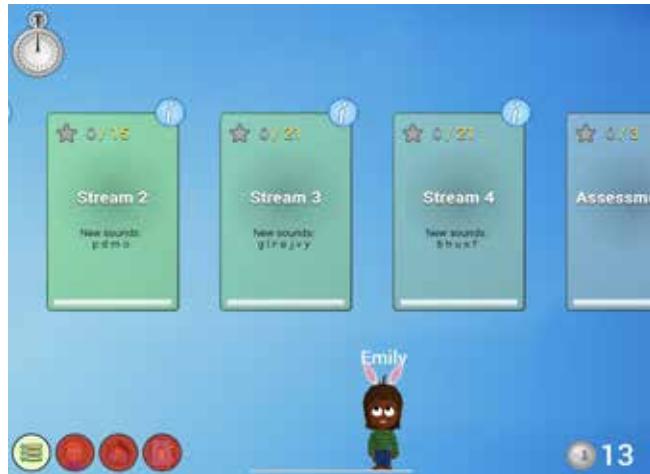 0/15
Stream 2
New sounds:
p d m o
0/21
Stream 3
New sounds:
0/21
Stream 4
New sounds:
0/3
Assessm
Emily
13